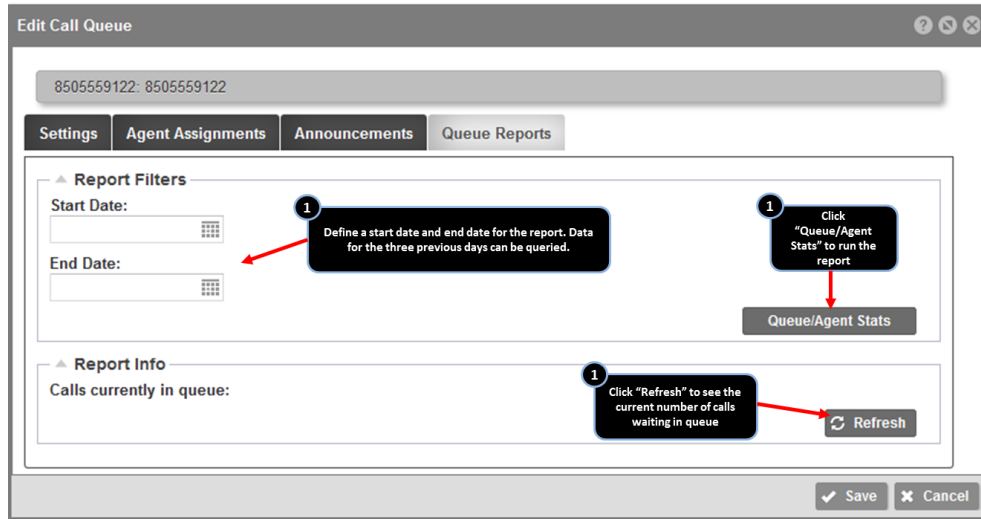 Edit Call Queue
8505559122: 8505559122
Settings Agent Assignments Announcements Queue Reports
Report Filters
Start Date:
1
Define a start date and end date for the report. Data
for the three previous days can be queried.
End Date:
1
Click
“Queue/Agent
Stats” to run the
report
Queue/Agent Stats
Report Info
Calls currently in queue:
1
Click “Refresh” to see the
current number of calls
waiting in queue
Refresh
Save Cancel